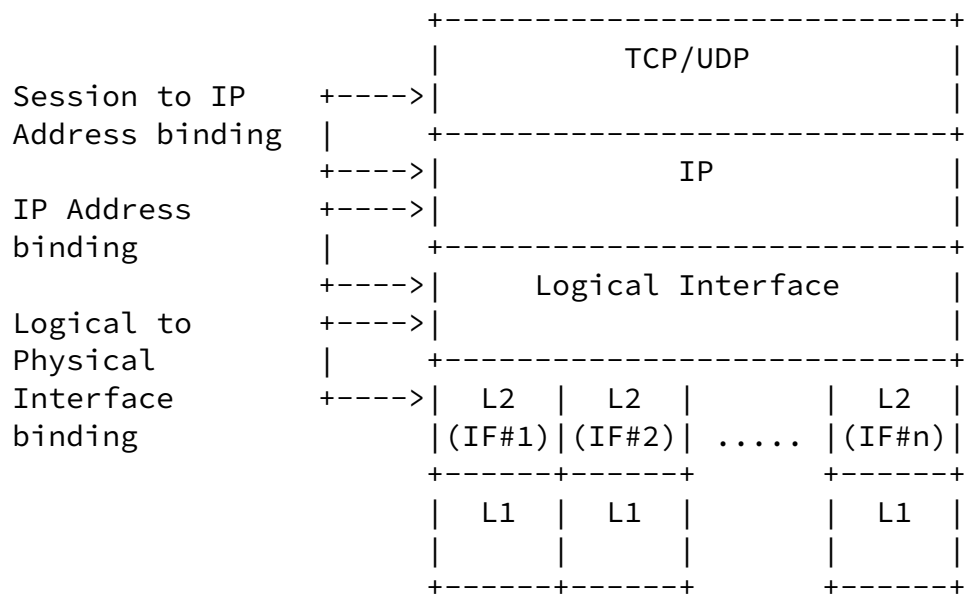 TCP/UDP
Session to IP
Address binding
IP
IP Address
binding
Logical Interface
Logical to
Physical
Interface
binding
L2 L2 L2
(IF#1) (IF#2) ..... (IF#n)
L1 L1 L1